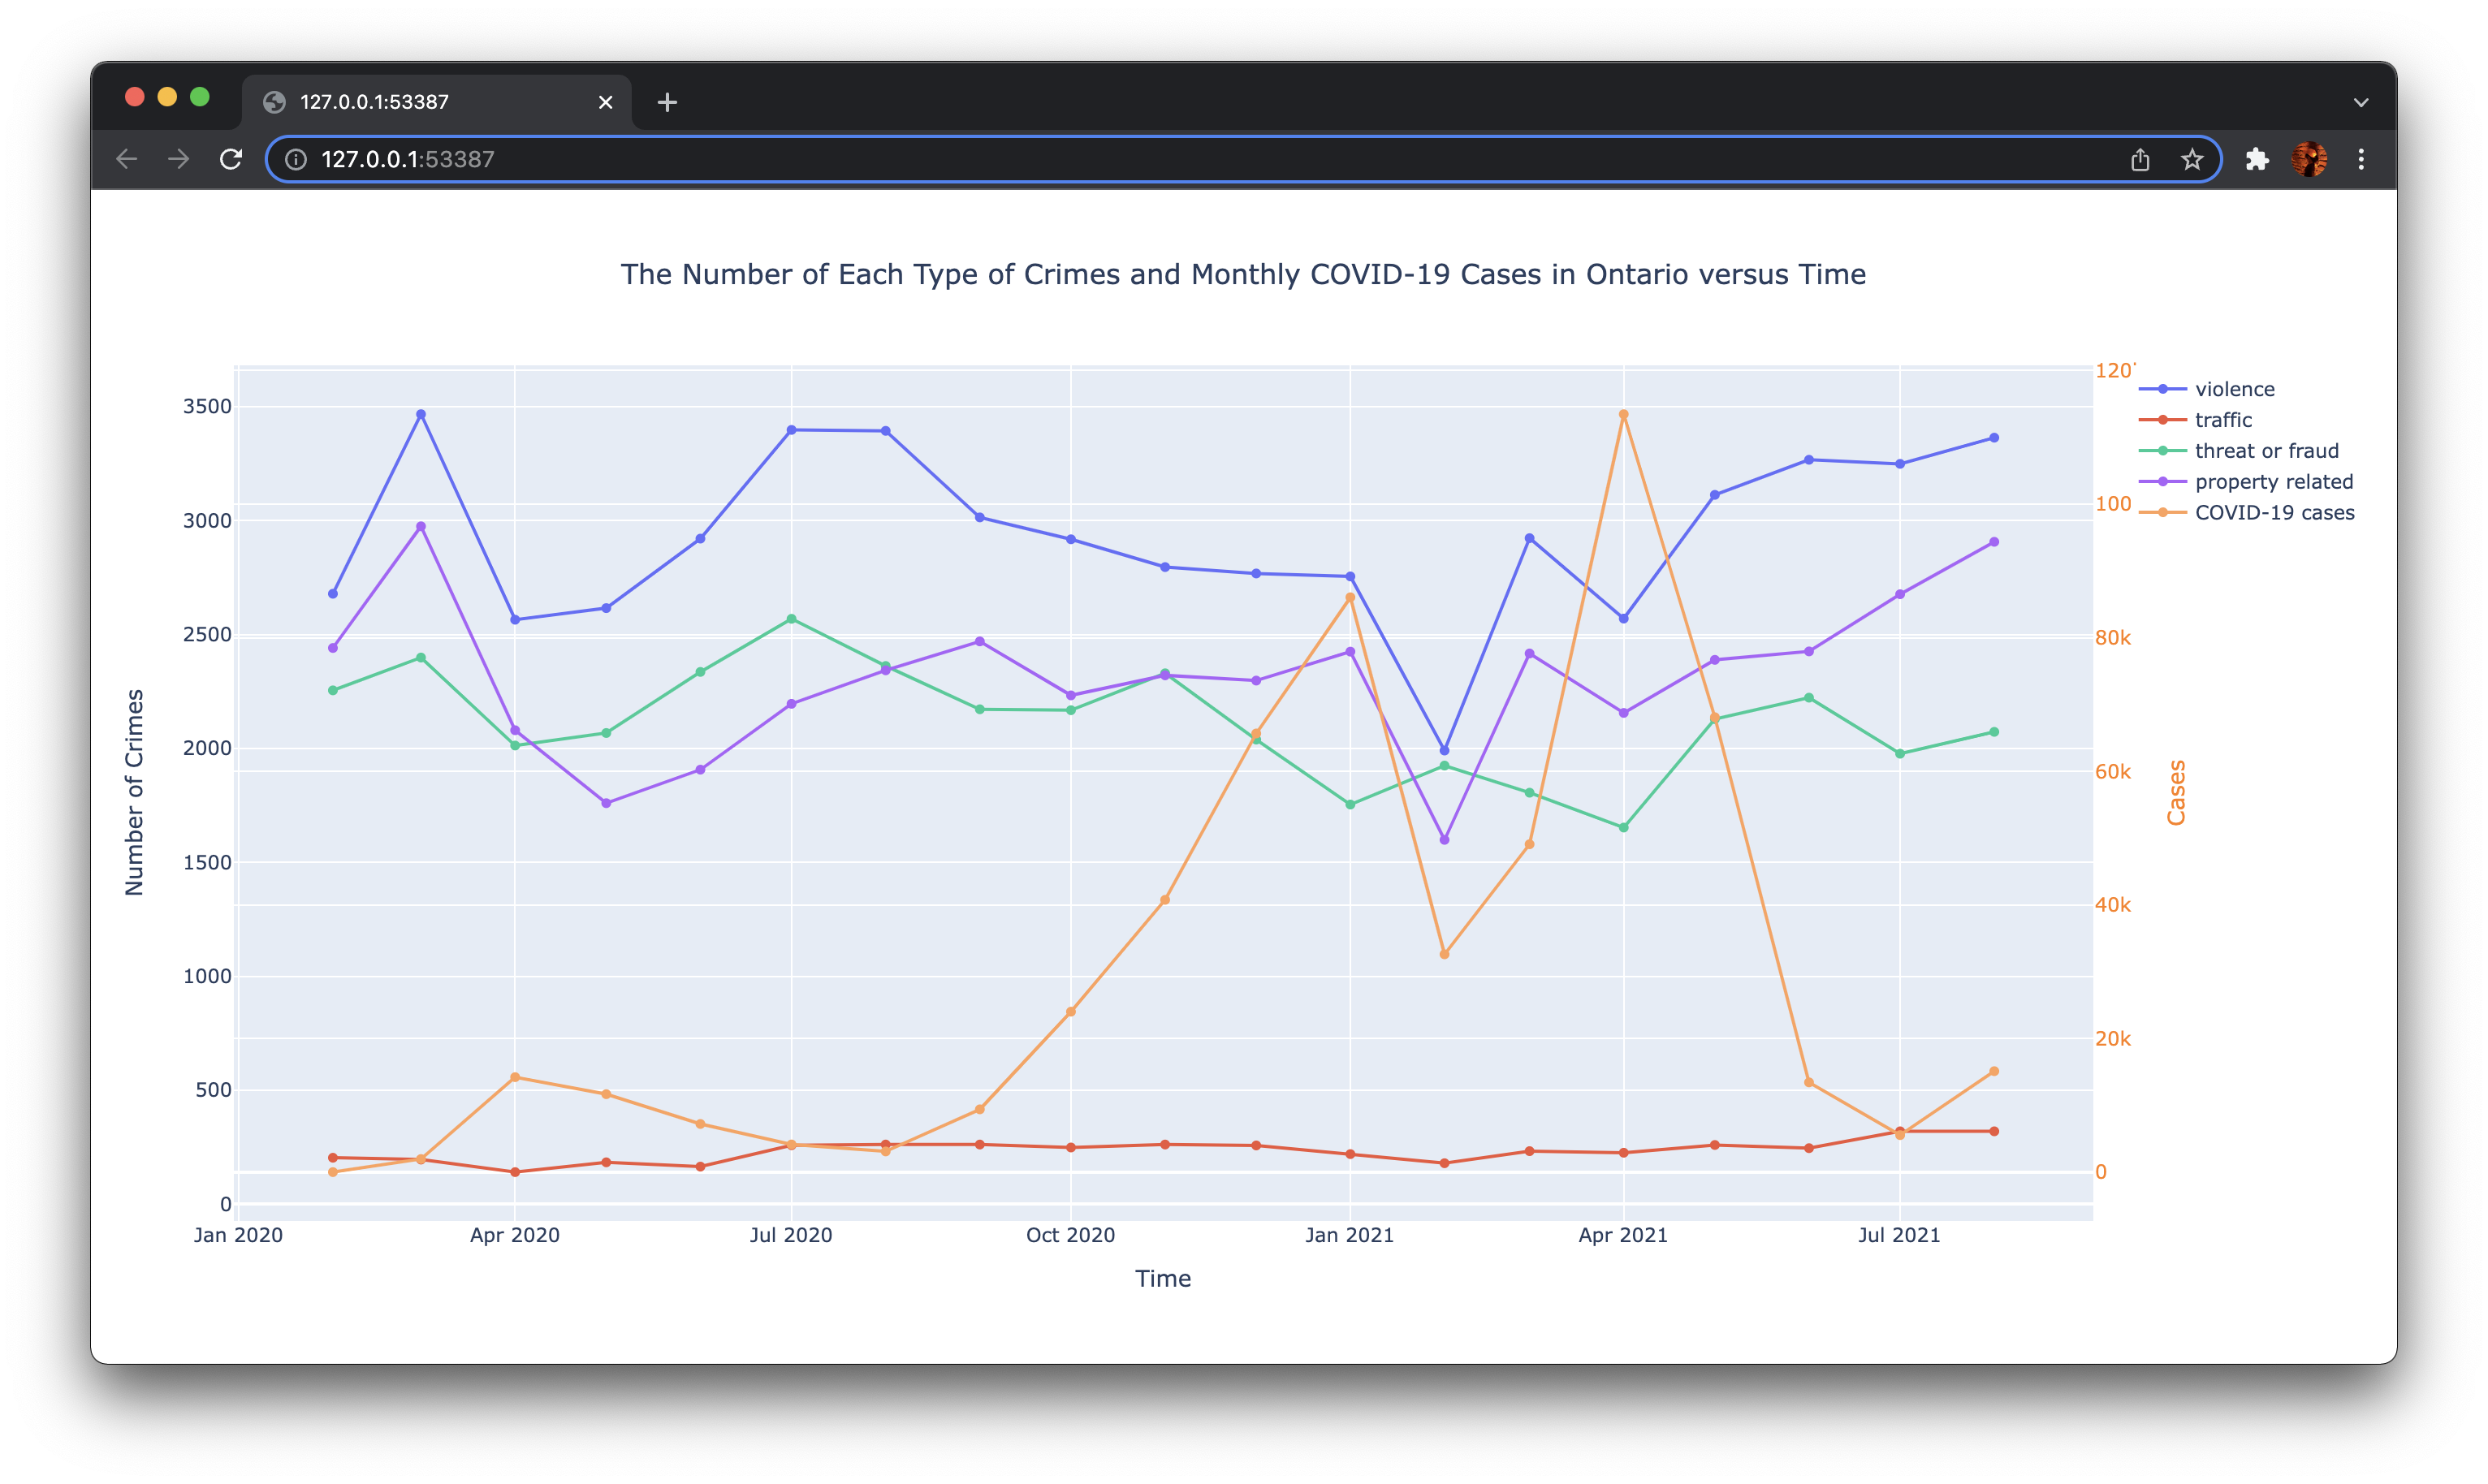 127.0.0.1:53387
127.0.0.1:53387
The Number of Each Type of Crimes and Monthly COVID-19 Cases in Ontario versus Time
violence
traffic
threat or fraud
property related
COVID-19 cases
Number of Crimes
3500
3000
2500
2000
1500
1000
500
0
120
100
80k
60k
40k
20k
0
Cases
Jan 2020
Apr 2020
Jul 2020
Oct 2020
Jan 2021
Apr 2021
Jul 2021
Time